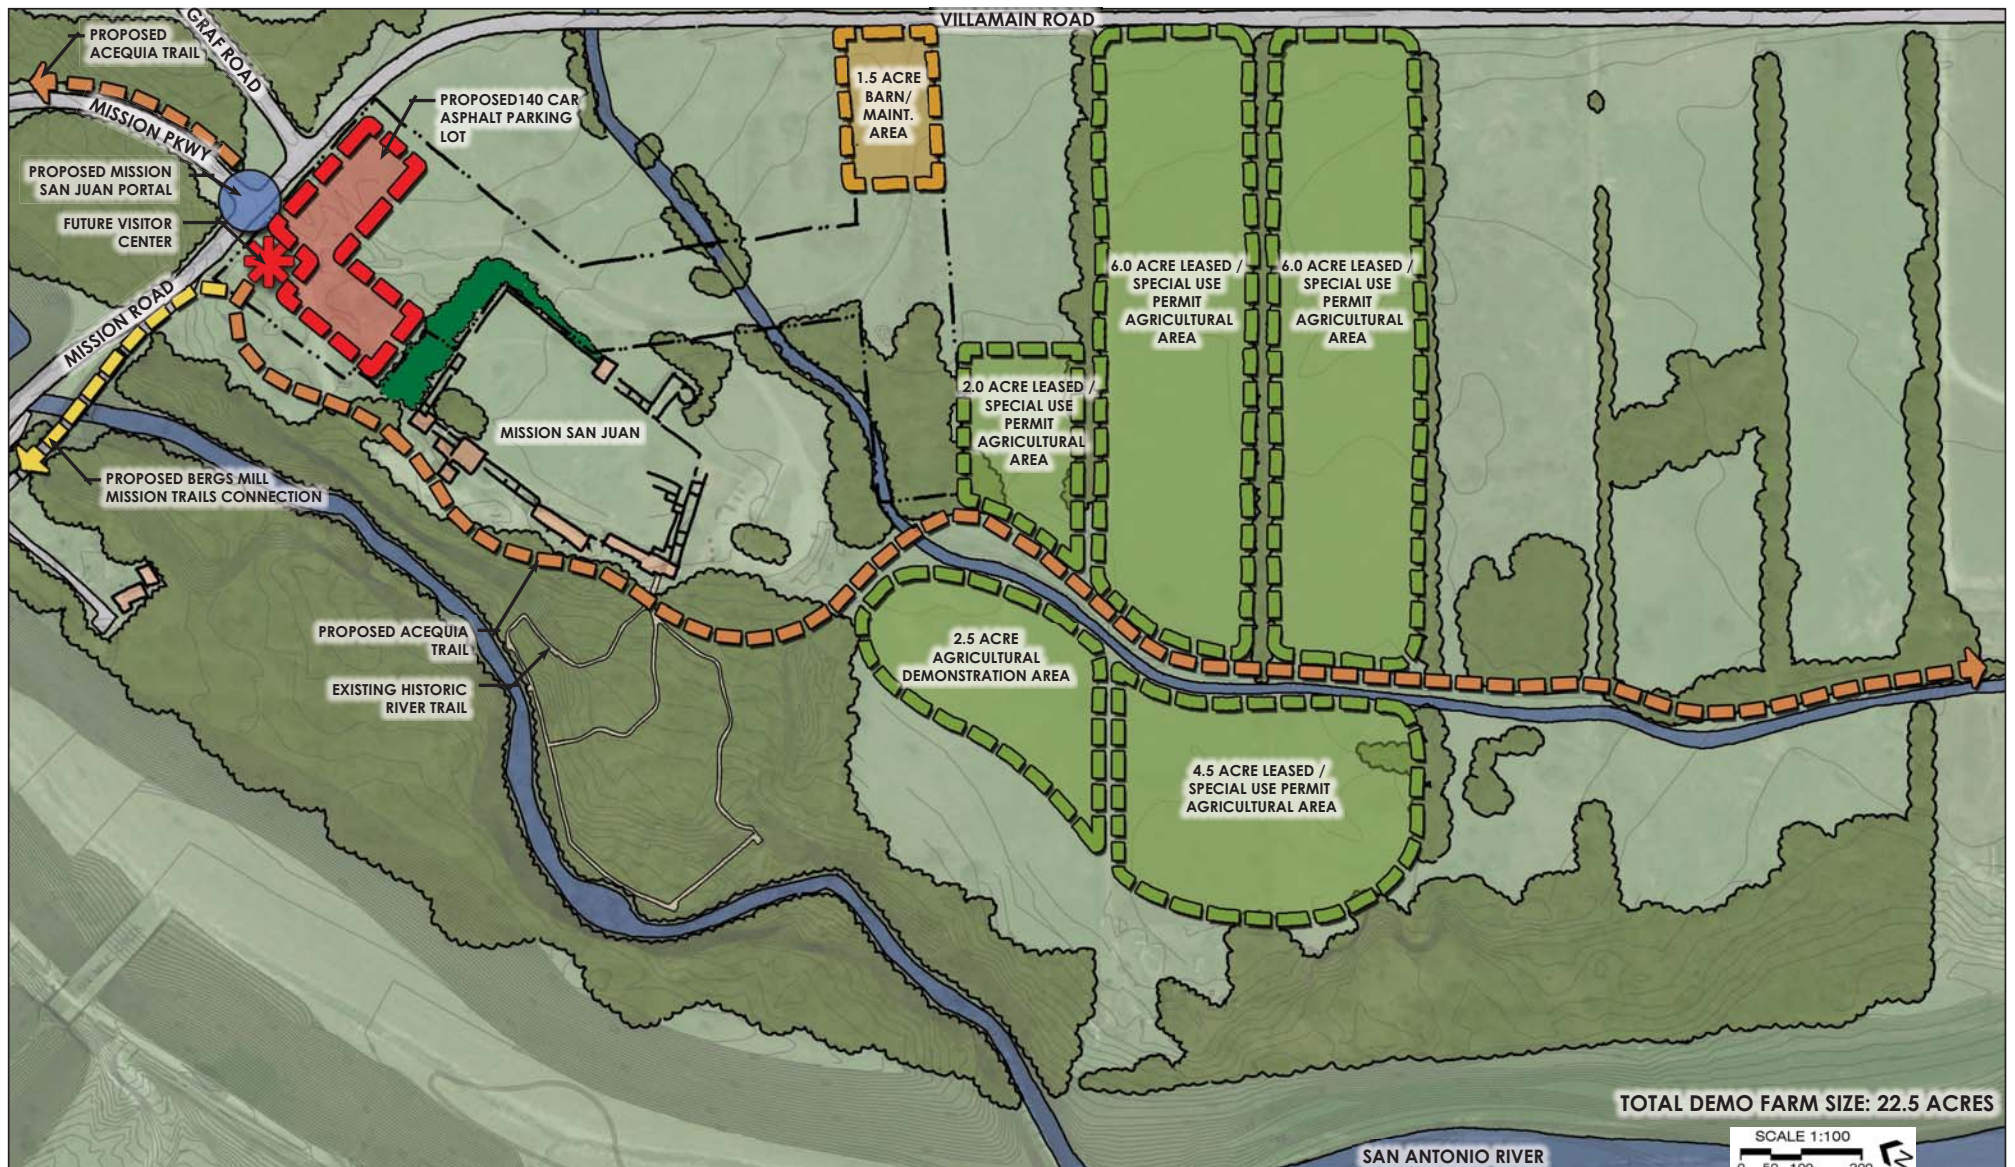 VILLAMAIN ROAD
PROPOSED
ACEQUIA TRAIL
GRAF ROAD
MISSION PKWY
PROPOSED140 CAR
ASPHALT PARKING
LOT
1.5 ACRE
BARN/
MAINT.
AREA
PROPOSED MISSION
SAN JUAN PORTAL
FUTURE VISITOR
CENTER
MISSION ROAD
6.0 ACRE LEASED /
SPECIAL USE
PERMIT
AGRICULTURAL
AREA
6.0 ACRE LEASED /
SPECIAL USE
PERMIT
AGRICULTURAL
AREA
2.0 ACRE LEASED /
SPECIAL USE
PERMIT
AGRICULTURAL
AREA
MISSION SAN JUAN
PROPOSED BERGS MILL
MISSION TRAILS CONNECTION
PROPOSED ACEQUIA
TRAIL
EXISTING HISTORIC
RIVER TRAIL
2.5 ACRE
AGRICULTURAL
DEMONSTRATION AREA
4.5 ACRE LEASED /
SPECIAL USE PERMIT
AGRICULTURAL AREA
TOTAL DEMO FARM SIZE: 22.5 ACRES
SCALE 1:100
0 50 100 200
N
SAN ANTONIO RIVER